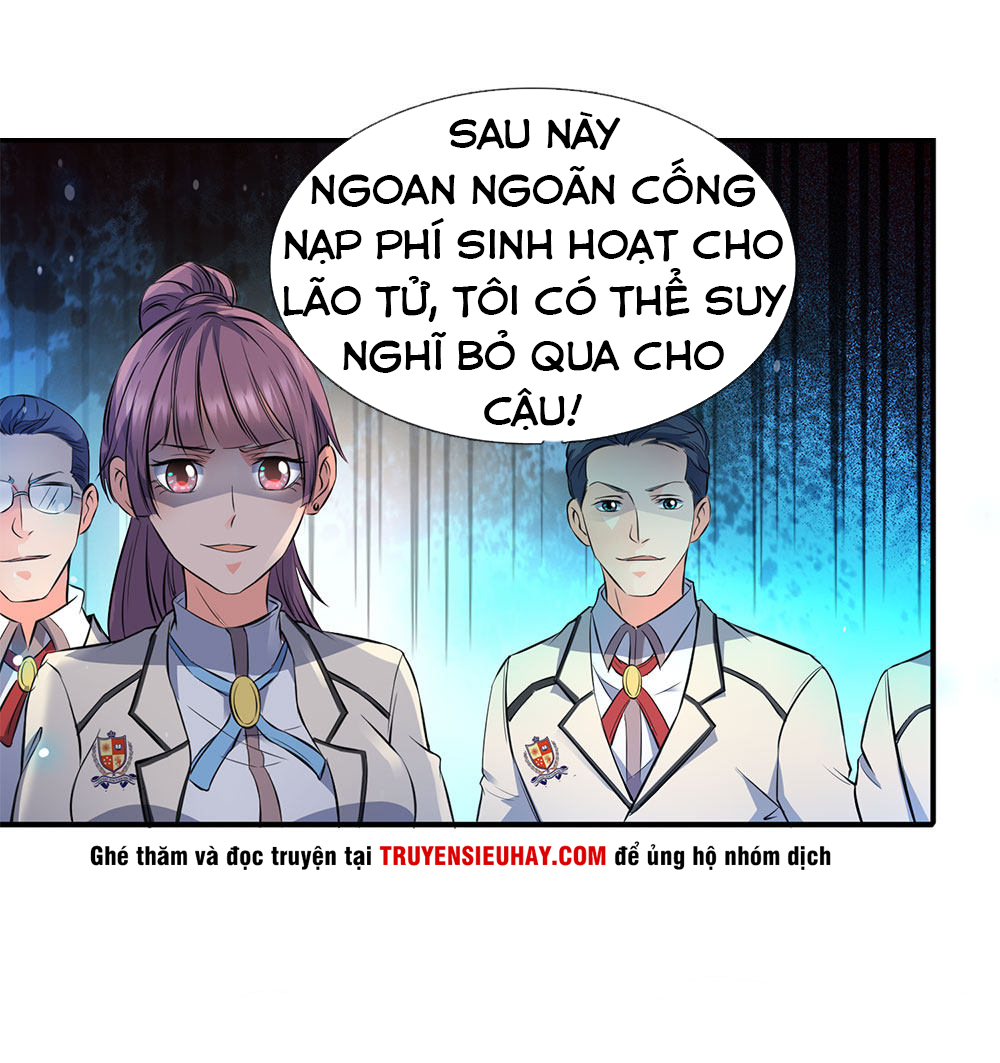 SAU NÀY
NGOAN NGOÃN CỐNG
NẠP PHÍ SINH HOẠT CHO
LÃO TỬ, TÔI CÓ THỂ SUY
NGHĨ BỎ QUA CHO
CẬU!
Ghé thăm và đọc truyện tại TRUYENSIEUHAY.COM để ủng hộ nhóm dịch